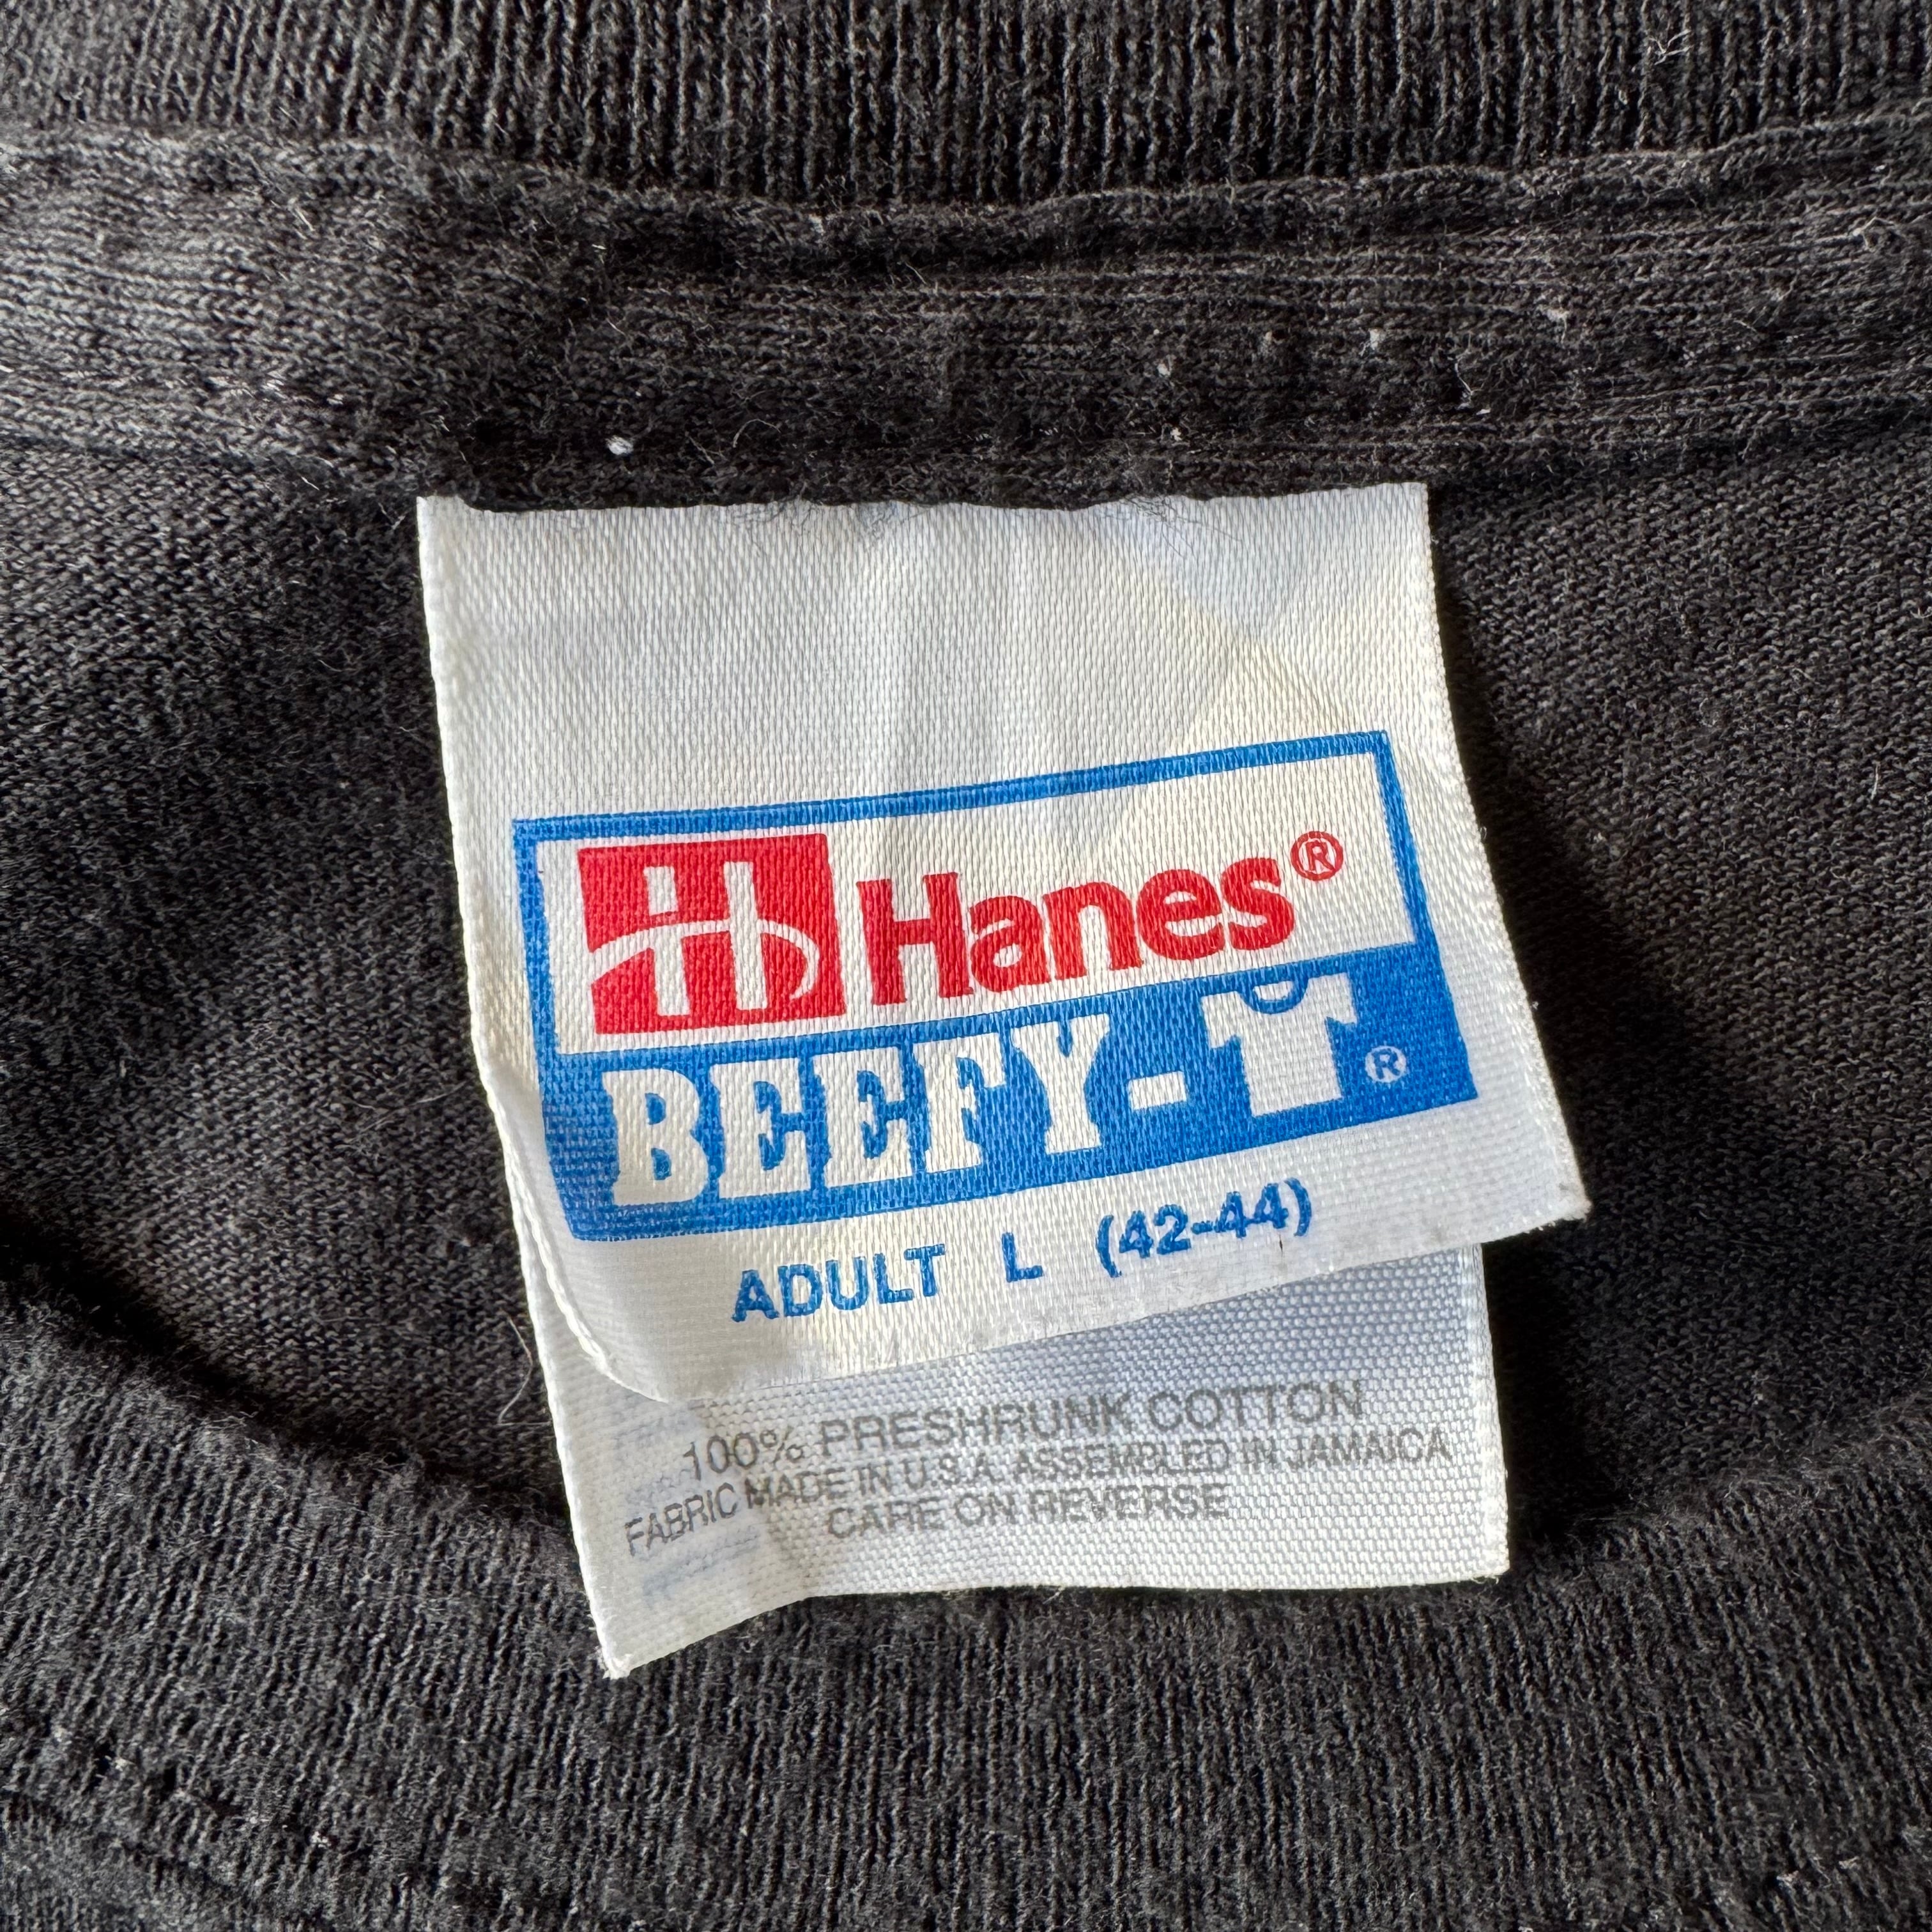 Hanes®
BEEFY-T®
ADULT L (42-44)
100% PRESHRUNK COTTON
FABRIC MADE IN U.S.A. ASSEMBLED IN JAMAICA
CARE ON REVERSE